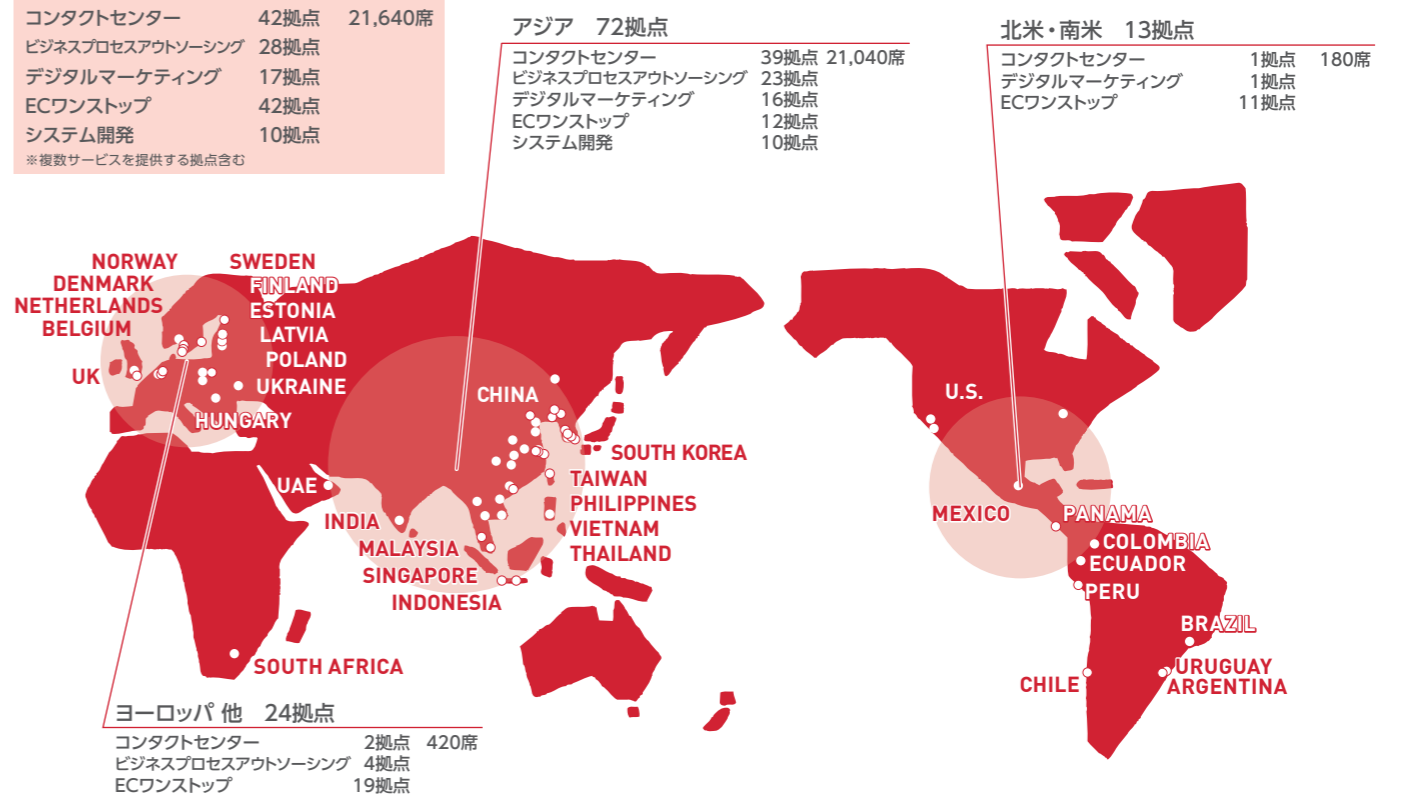 コンタクトセンター 42拠点 21,640席
ビジネスプロセスアウトソーシング 28拠点
デジタルマーケティング 17拠点
ECワンストップ 42拠点
システム開発 10拠点
※複数サービスを提供する拠点含む
アジア 72拠点
コンタクトセンター 39拠点 21,040席
ビジネスプロセスアウトソーシング 23拠点
デジタルマーケティング 16拠点
ECワンストップ 12拠点
システム開発 10拠点
北米・南米 13拠点
コンタクトセンター 1拠点 180席
デジタルマーケティング 1拠点
ECワンストップ 11拠点
NORWAY
DENMARK
NETHERLANDS
BELGIUM
UK
SWEDEN
FINLAND
ESTONIA
LATVIA
POLAND
UKRAINE
HUNGARY
UAE
SOUTH AFRICA
CHINA
SOUTH KOREA
TAIWAN
PHILIPPINES
VIETNAM
THAILAND
INDIA
MALAYSIA
SINGAPORE
INDONESIA
U.S.
MEXICO
PANAMA
COLOMBIA
ECUADOR
PERU
BRAZIL
URUGUAY
ARGENTINA
CHILE
ヨーロッパ 他 24拠点
コンタクトセンター 2拠点 420席
ビジネスプロセスアウトソーシング 4拠点
ECワンストップ 19拠点